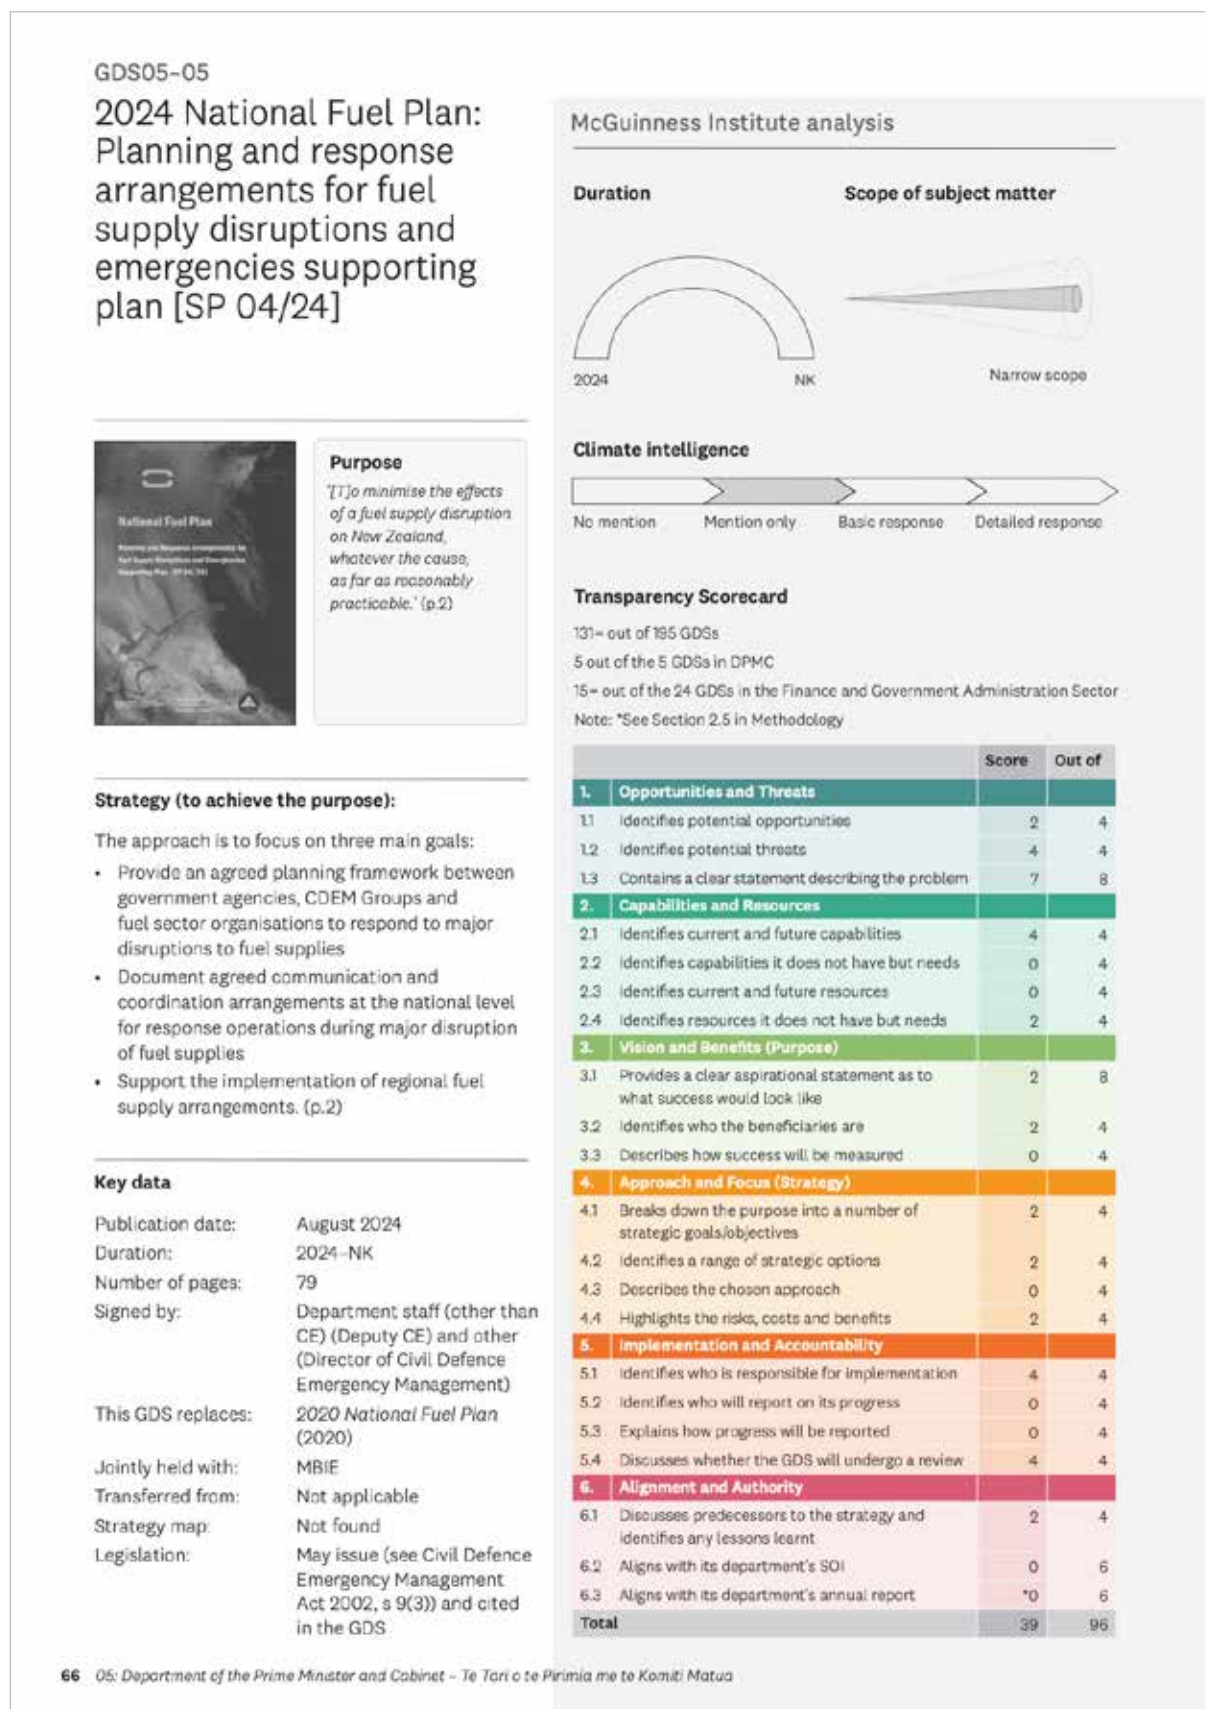 GDS05-05
2024 National Fuel Plan:
Planning and response
arrangements for fuel
supply disruptions and
emergencies supporting
plan [SP 04/24]
National Fuel Plan
Purpose
'[T]o minimise the effects
of a fuel supply disruption
on New Zealand,
whatever the cause,
as far as reasonably
practicable.' (p.2)
Strategy (to achieve the purpose):
The approach is to focus on three main goals:
• Provide an agreed planning framework between
government agencies, CDEM Groups and
fuel sector organisations to respond to major
disruptions to fuel supplies
• Document agreed communication and
coordination arrangements at the national level
for response operations during major disruption
of fuel supplies
• Support the implementation of regional fuel
supply arrangements. (p.2)
Key data
Publication date: August 2024
Duration: 2024–NK
Number of pages: 79
Signed by: Department staff (other than
CE) (Deputy CE) and other
(Director of Civil Defence
Emergency Management)
This GDS replaces: 2020 National Fuel Plan
(2020)
Jointly held with: MBIE
Transferred from: Not applicable
Strategy map: Not found
Legislation: May issue (see Civil Defence
Emergency Management
Act 2002, s 9(3)) and cited
in the GDS
McGuinness Institute analysis
Duration
2024 NK
Scope of subject matter
Narrow scope
Climate intelligence
No mention Mention only Basic response Detailed response
Transparency Scorecard
131= out of 195 GDSs
5 out of the 5 GDSs in DPMC
15= out of the 24 GDSs in the Finance and Government Administration Sector
Note: *See Section 2.5 in Methodology
Score Out of
1. Opportunities and Threats
1.1 Identifies potential opportunities 2 4
1.2 Identifies potential threats 4 4
1.3 Contains a clear statement describing the problem 7 8
2. Capabilities and Resources
2.1 Identifies current and future capabilities 4 4
2.2 Identifies capabilities it does not have but needs 0 4
2.3 Identifies current and future resources 0 4
2.4 Identifies resources it does not have but needs 2 4
3. Vision and Benefits (Purpose)
3.1 Provides a clear aspirational statement as to 2 8
what success would look like
3.2 Identifies who the beneficiaries are 2 4
3.3 Describes how success will be measured 0 4
4. Approach and Focus (Strategy)
4.1 Breaks down the purpose into a number of 2 4
strategic goals/objectives
4.2 Identifies a range of strategic options 2 4
4.3 Describes the chosen approach 0 4
4.4 Highlights the risks, costs and benefits 2 4
5. Implementation and Accountability
5.1 Identifies who is responsible for implementation 4 4
5.2 Identifies who will report on its progress 0 4
5.3 Explains how progress will be reported 0 4
5.4 Discusses whether the GDS will undergo a review 4 4
6. Alignment and Authority
6.1 Discusses predecessors to the strategy and 2 4
identifies any lessons learnt
6.2 Aligns with its department's SOI 0 6
6.3 Aligns with its department's annual report *0 6
Total 39 96
66 05: Department of the Prime Minister and Cabinet – Te Tari o te Pirimia me te Komiti Matua